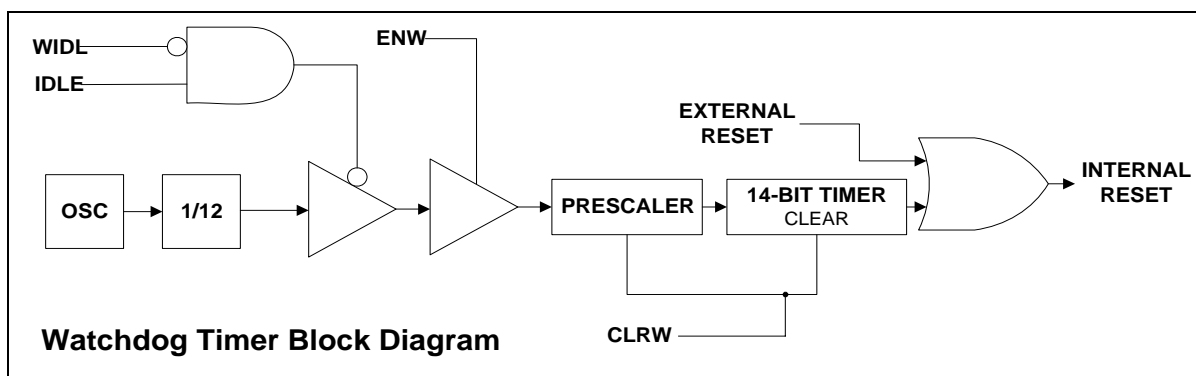 WIDL
IDLE
ENW
EXTERNAL
RESET
INTERNAL
RESET
OSC
1/12
PRESCALER
14-BIT TIMER
CLEAR
CLRW
Watchdog Timer Block Diagram